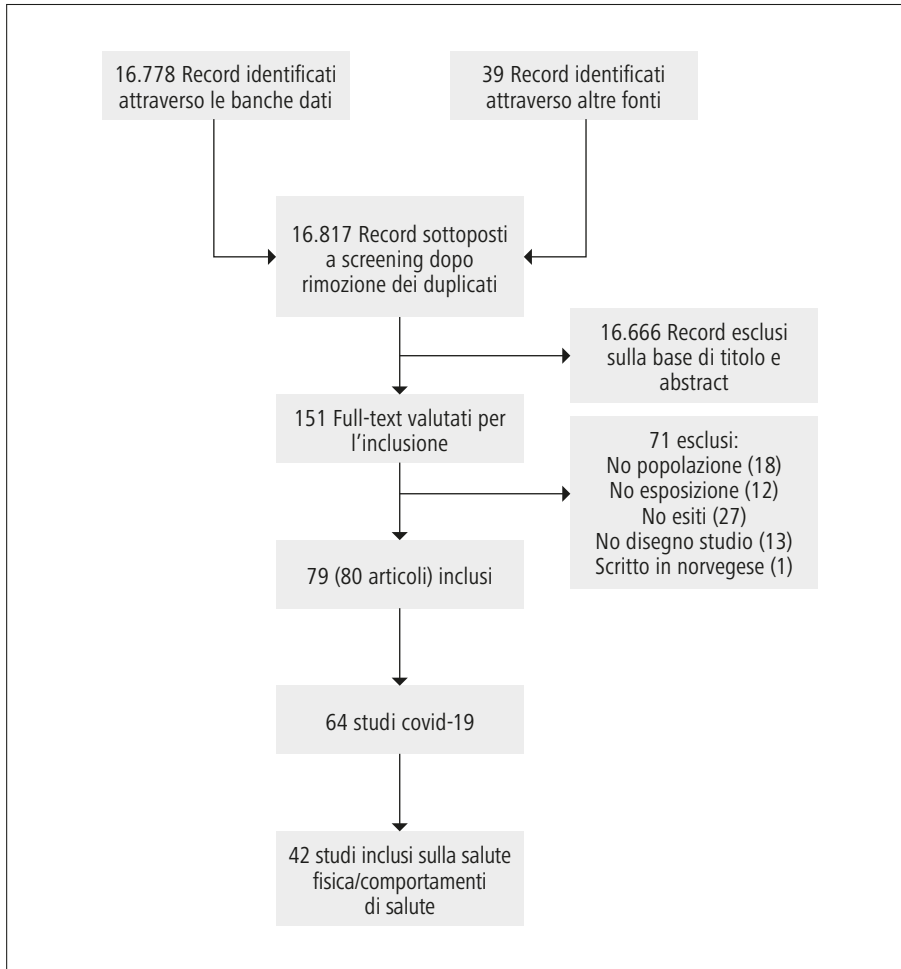 16.778 Record identificati
attraverso le banche dati
39 Record identificati
attraverso altre fonti
16.817 Record sottoposti
a screening dopo
rimozione dei duplicati
16.666 Record esclusi
sulla base di titolo e
abstract
151 Full-text valutati per
l'inclusione
71 esclusi:
No popolazione (18)
No esposizione (12)
No esiti (27)
No disegno studio (13)
Scritto in norvegese (1)
79 (80 articoli) inclusi
64 studi covid-19
42 studi inclusi sulla salute
fisica/comportamenti
di salute